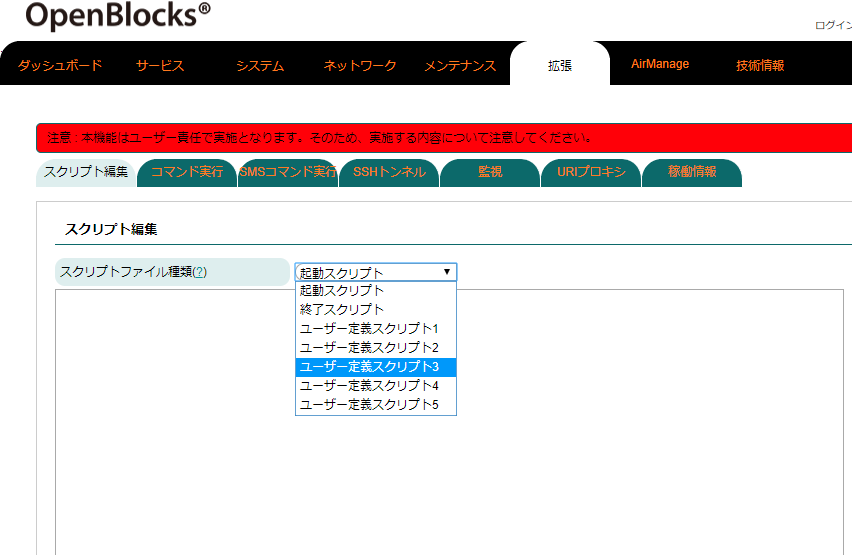 OpenBlocks®
ログイン
ダッシュボード サービス システム ネットワーク メンテナンス 拡張 AirManage 技術情報
注意 : 本機能はユーザー責任で実施となります。そのため、実施する内容について注意してください。
スクリプト編集 コマンド実行 SMSコマンド実行 SSHトンネル 監視 URIプロキシ 稼働情報
スクリプト編集
スクリプトファイル種類(?) 起動スクリプト
起動スクリプト
終了スクリプト
ユーザー定義スクリプト1
ユーザー定義スクリプト2
ユーザー定義スクリプト3
ユーザー定義スクリプト4
ユーザー定義スクリプト5